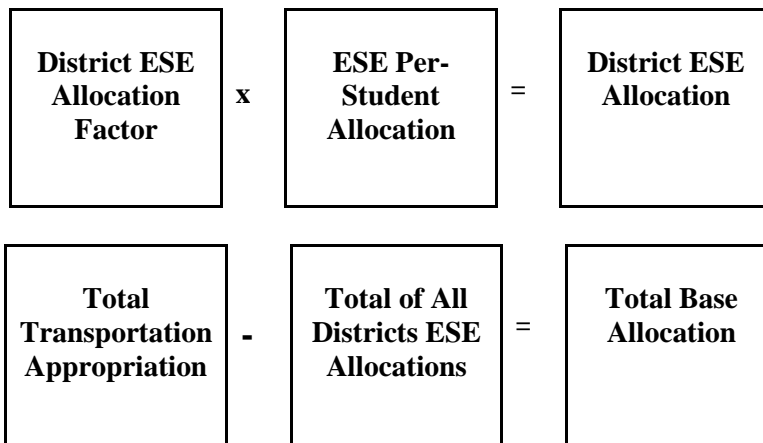 District ESE
Allocation
Factor
x
ESE Per-
Student
Allocation
=
District ESE
Allocation
Total
Transportation
Appropriation
-
Total of All
Districts ESE
Allocations
=
Total Base
Allocation